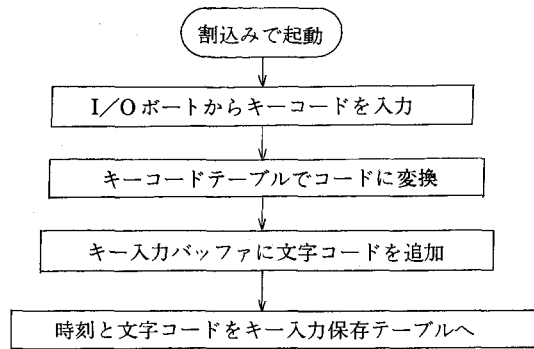 割込みで起動
I/Oボートからキーコードを入力
キーコードテーブルでコードに変換
キー入力バッファに文字コードを追加
時刻と文字コードをキー入力保存テーブルへ